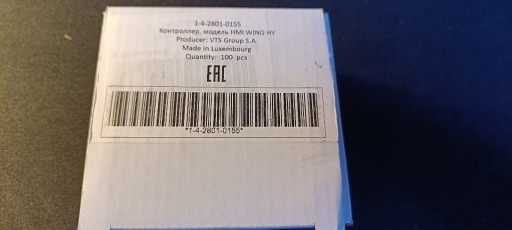 1-4-2801-0155
Контроллер, модель HMI WING HY
Producer: VTS Group S.A.
Made in Luxembourg
Quantity: 100 pcs
EAC
*1-4-2801-0155*